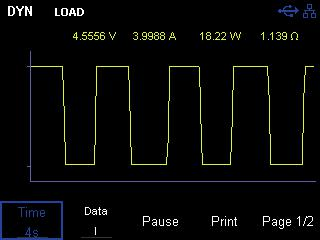 DYN LOAD
4.5556 V 3.9988 A 18.22 W 1.139 Ω
Time Data Pause Print Page 1/2
4s I